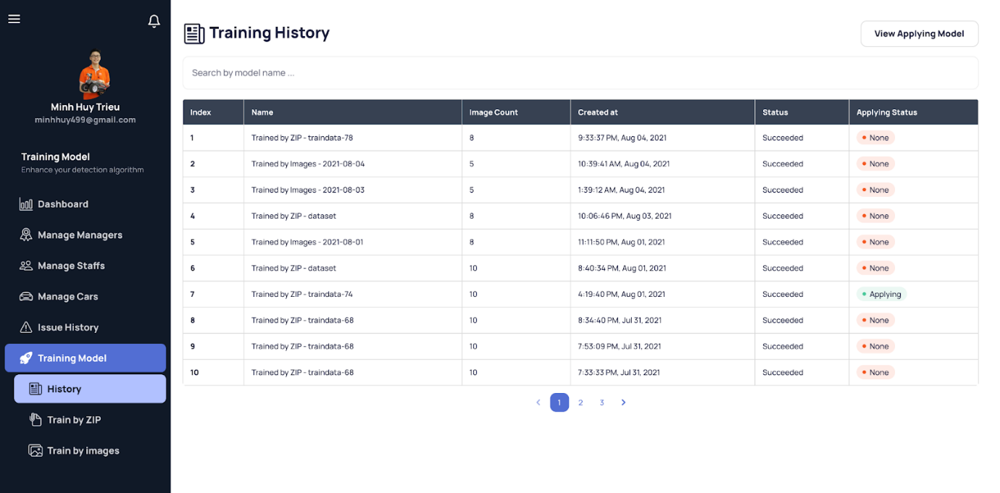 Minh Huy Trieu
minhhuy499@gmail.com
Training Model
Enhance your detection algorithm
Dashboard
Manage Managers
Manage Staffs
Manage Cars
Issue History
Training Model
History
Train by ZIP
Train by images
Training History
View Applying Model
Search by model name ...
Index Name Image Count Created at Status Applying Status
1 Trained by ZIP - traindata-78 8 9:33:37 PM, Aug 04, 2021 Succeeded None
2 Trained by Images - 2021-08-04 5 10:39:41 AM, Aug 04, 2021 Succeeded None
3 Trained by Images - 2021-08-03 5 1:39:12 AM, Aug 04, 2021 Succeeded None
4 Trained by ZIP - dataset 8 10:06:46 PM, Aug 03, 2021 Succeeded None
5 Trained by Images - 2021-08-01 8 11:11:50 PM, Aug 01, 2021 Succeeded None
6 Trained by ZIP - dataset 10 8:40:34 PM, Aug 01, 2021 Succeeded None
7 Trained by ZIP - traindata-74 10 4:19:40 PM, Aug 01, 2021 Succeeded Applying
8 Trained by ZIP - traindata-68 10 8:34:40 PM, Jul 31, 2021 Succeeded None
9 Trained by ZIP - traindata-68 10 7:53:09 PM, Jul 31, 2021 Succeeded None
10 Trained by ZIP - traindata-68 10 7:33:33 PM, Jul 31, 2021 Succeeded None
1 2 3